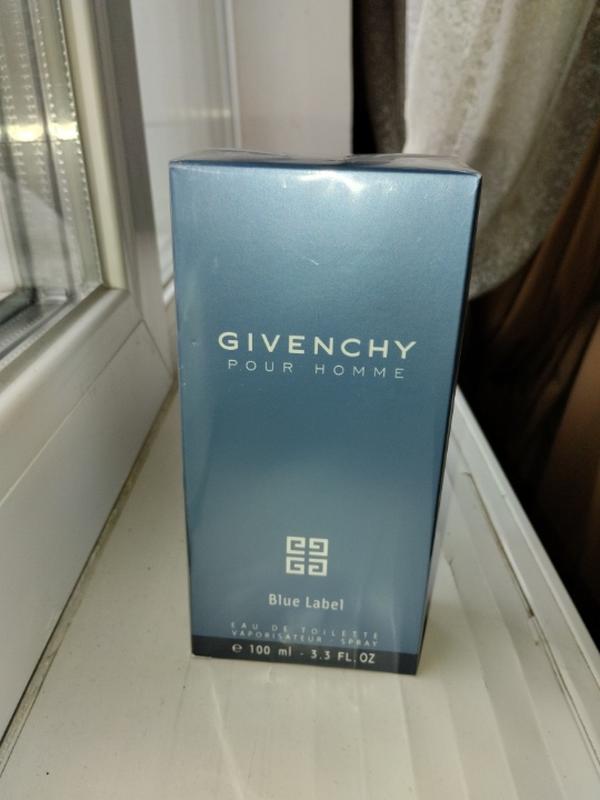 GIVENCHY
POUR HOMME
Blue Label
EAU DE TOILETTE
VAPORISATEUR · SPRAY
℮ 100 ml - 3.3 FL.OZ